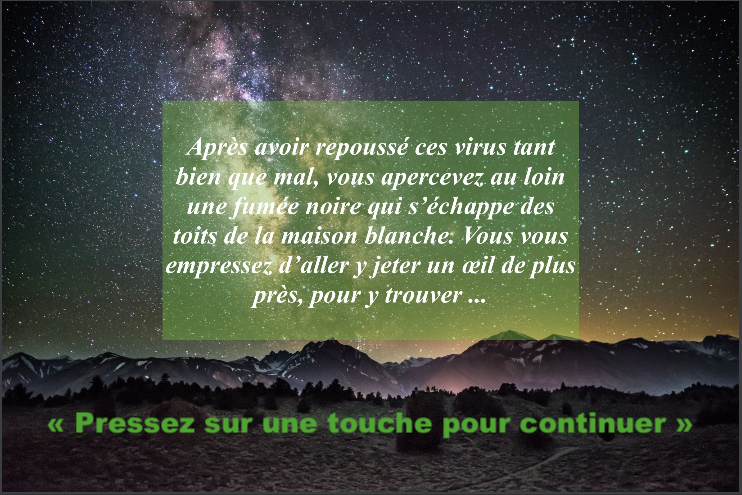 Après avoir repoussé ces virus tant
bien que mal, vous apercevez au loin
une fumée noire qui s’échappe des
toits de la maison blanche. Vous vous
empressez d’aller y jeter un œil de plus
près, pour y trouver ...
« Pressez sur une touche pour continuer »